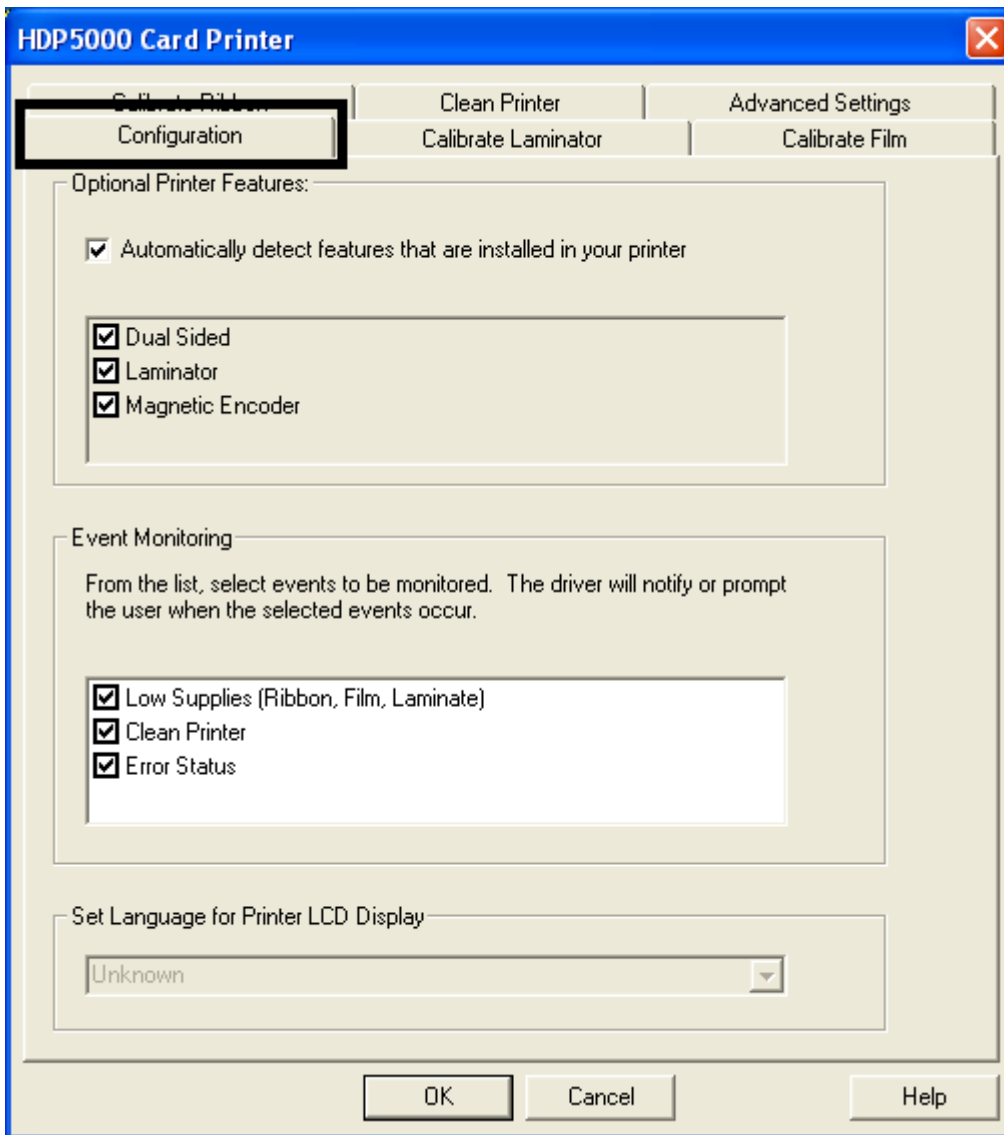 HDP5000 Card Printer
Calibrate Ribbon Clean Printer Advanced Settings
Configuration Calibrate Laminator Calibrate Film
Optional Printer Features:
Automatically detect features that are installed in your printer
Dual Sided
Laminator
Magnetic Encoder
Event Monitoring
From the list, select events to be monitored.  The driver will notify or prompt
the user when the selected events occur.
Low Supplies (Ribbon, Film, Laminate)
Clean Printer
Error Status
Set Language for Printer LCD Display
Unknown
OK Cancel Help